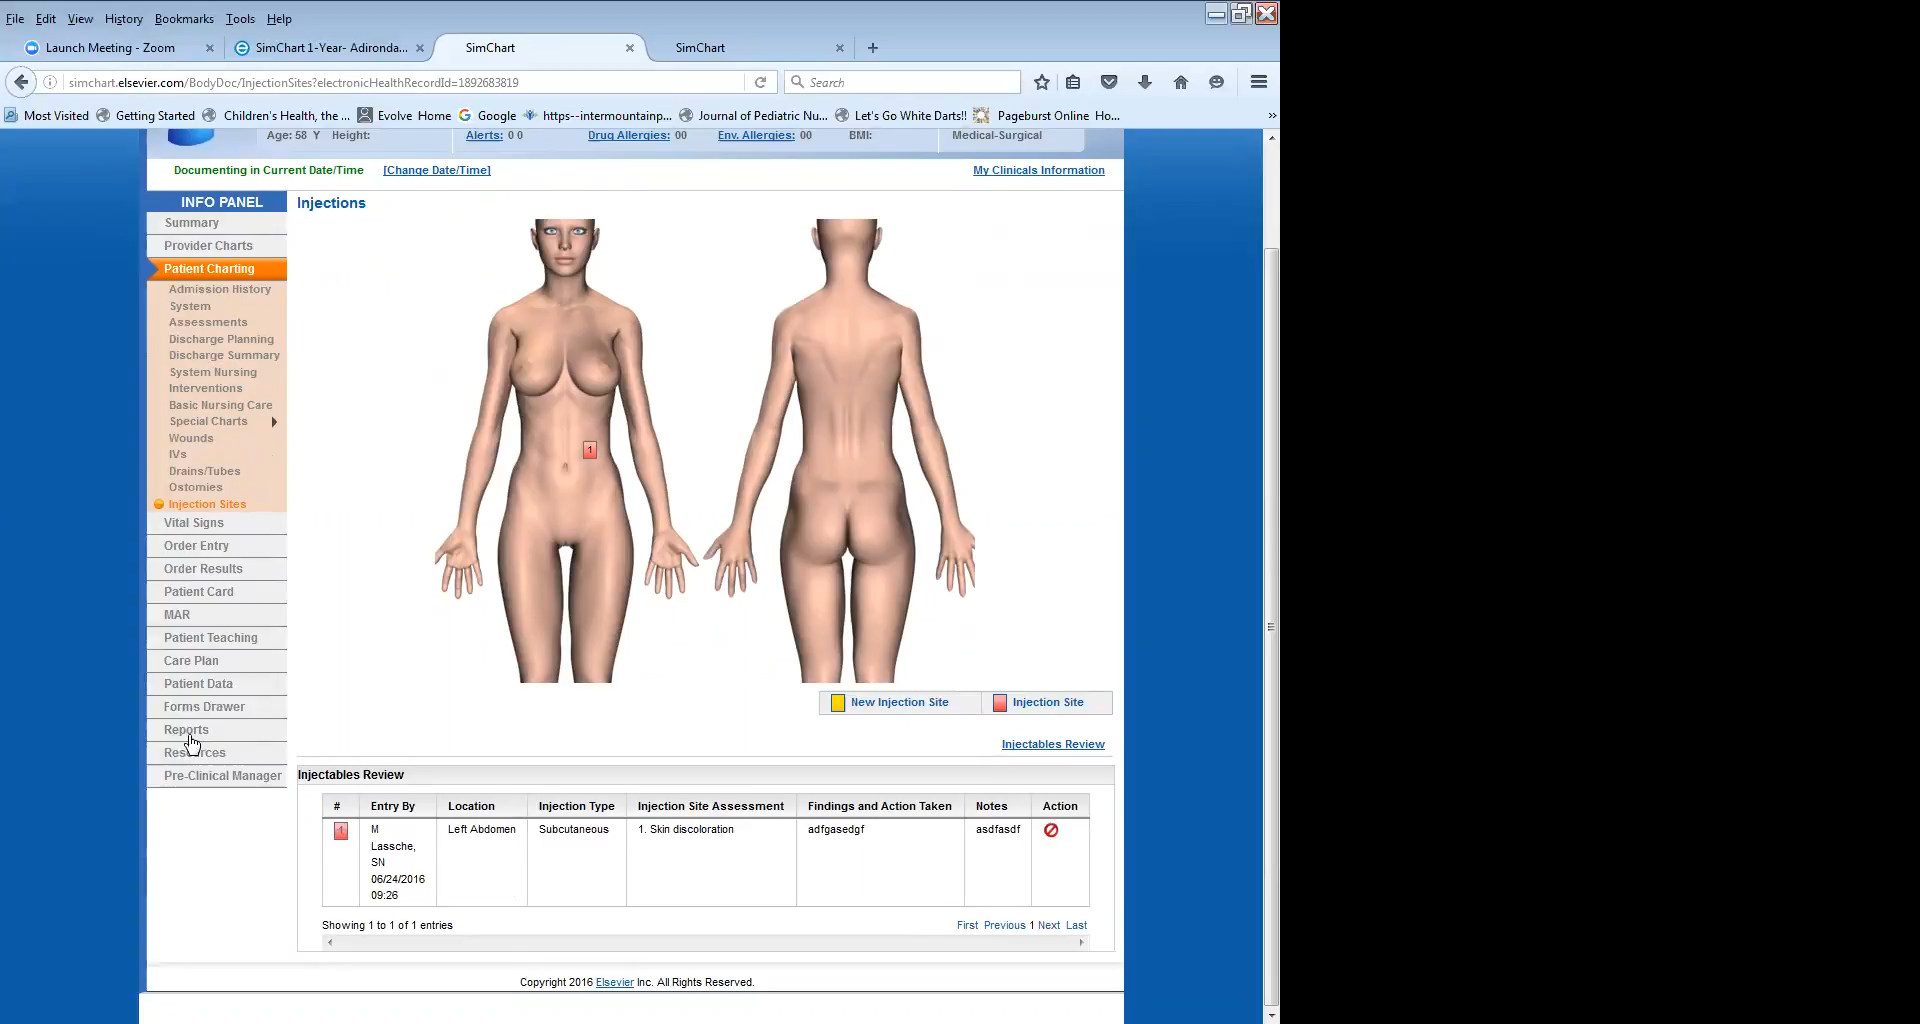 File Edit View History Bookmarks Tools Help
Launch Meeting - Zoom SimChart 1-Year- Adironda... SimChart SimChart
simchart.elsevier.com/BodyDoc/InjectionSites?electronicHealthRecordId=1892683819 Search
Most Visited Getting Started Children's Health, the ... Evolve Home Google https--intermountainp... Journal of Pediatric Nu... Let's Go White Darts!! Pageburst Online Ho... »
Age: 58 Y Height: Alerts: 0 0 Drug Allergies: 00 Env. Allergies: 00 BMI: Medical-Surgical
Documenting in Current Date/Time [Change Date/Time] My Clinicals Information
INFO PANEL
Summary
Provider Charts
Patient Charting
Admission History
System
Assessments
Discharge Planning
Discharge Summary
System Nursing
Interventions
Basic Nursing Care
Special Charts
Wounds
IVs
Drains/Tubes
Ostomies
Injection Sites
Vital Signs
Order Entry
Order Results
Patient Card
MAR
Patient Teaching
Care Plan
Patient Data
Forms Drawer
Reports
Resources
Pre-Clinical Manager
Injections
1
New Injection Site Injection Site
Injectables Review
Injectables Review
# Entry By Location Injection Type Injection Site Assessment Findings and Action Taken Notes Action
1 M Left Abdomen Subcutaneous 1. Skin discoloration adfgasedgf asdfasdf
Lassche,
SN
06/24/2016
09:26
Showing 1 to 1 of 1 entries First Previous 1 Next Last
Copyright 2016 Elsevier Inc. All Rights Reserved.